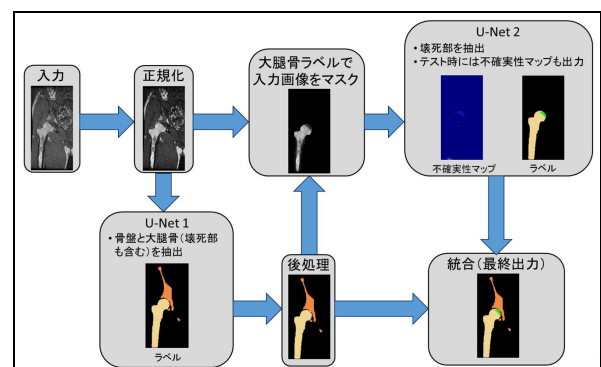 入力
正規化
大腿骨ラベルで
入力画像をマスク
U-Net 2
・ 壊死部を抽出
・ テスト時には不確実性マップも出力
不確実性マップ
ラベル
U-Net 1
・ 骨盤と大腿骨(壊死部
も含む)を抽出
ラベル
後処理
統合(最終出力)